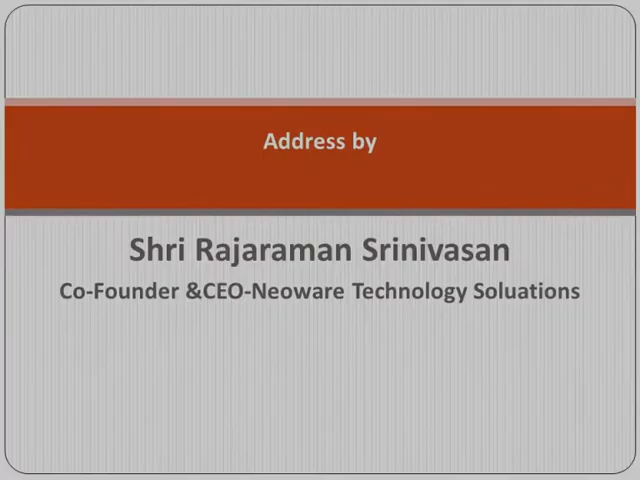 Address by
Shri Rajaraman Srinivasan
Co-Founder &CEO-Neoware Technology Soluations